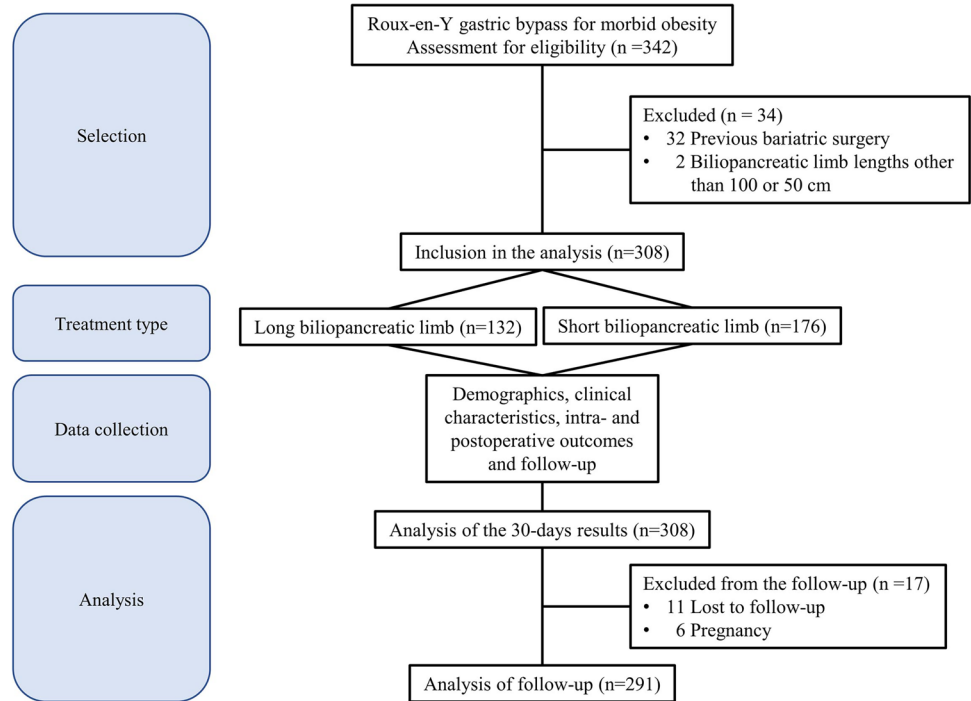 Roux-en-Y gastric bypass for morbid obesity
Assessment for eligibility (n =342)
Selection
Excluded (n = 34)
• 32 Previous bariatric surgery
• 2 Biliopancreatic limb lengths other
than 100 or 50 cm
Inclusion in the analysis (n=308)
Treatment type
Long biliopancreatic limb (n=132)
Short biliopancreatic limb (n=176)
Data collection
Demographics, clinical
characteristics, intra- and
postoperative outcomes
and follow-up
Analysis of the 30-days results (n=308)
Analysis
Excluded from the follow-up (n =17)
• 11 Lost to follow-up
• 6 Pregnancy
Analysis of follow-up (n=291)